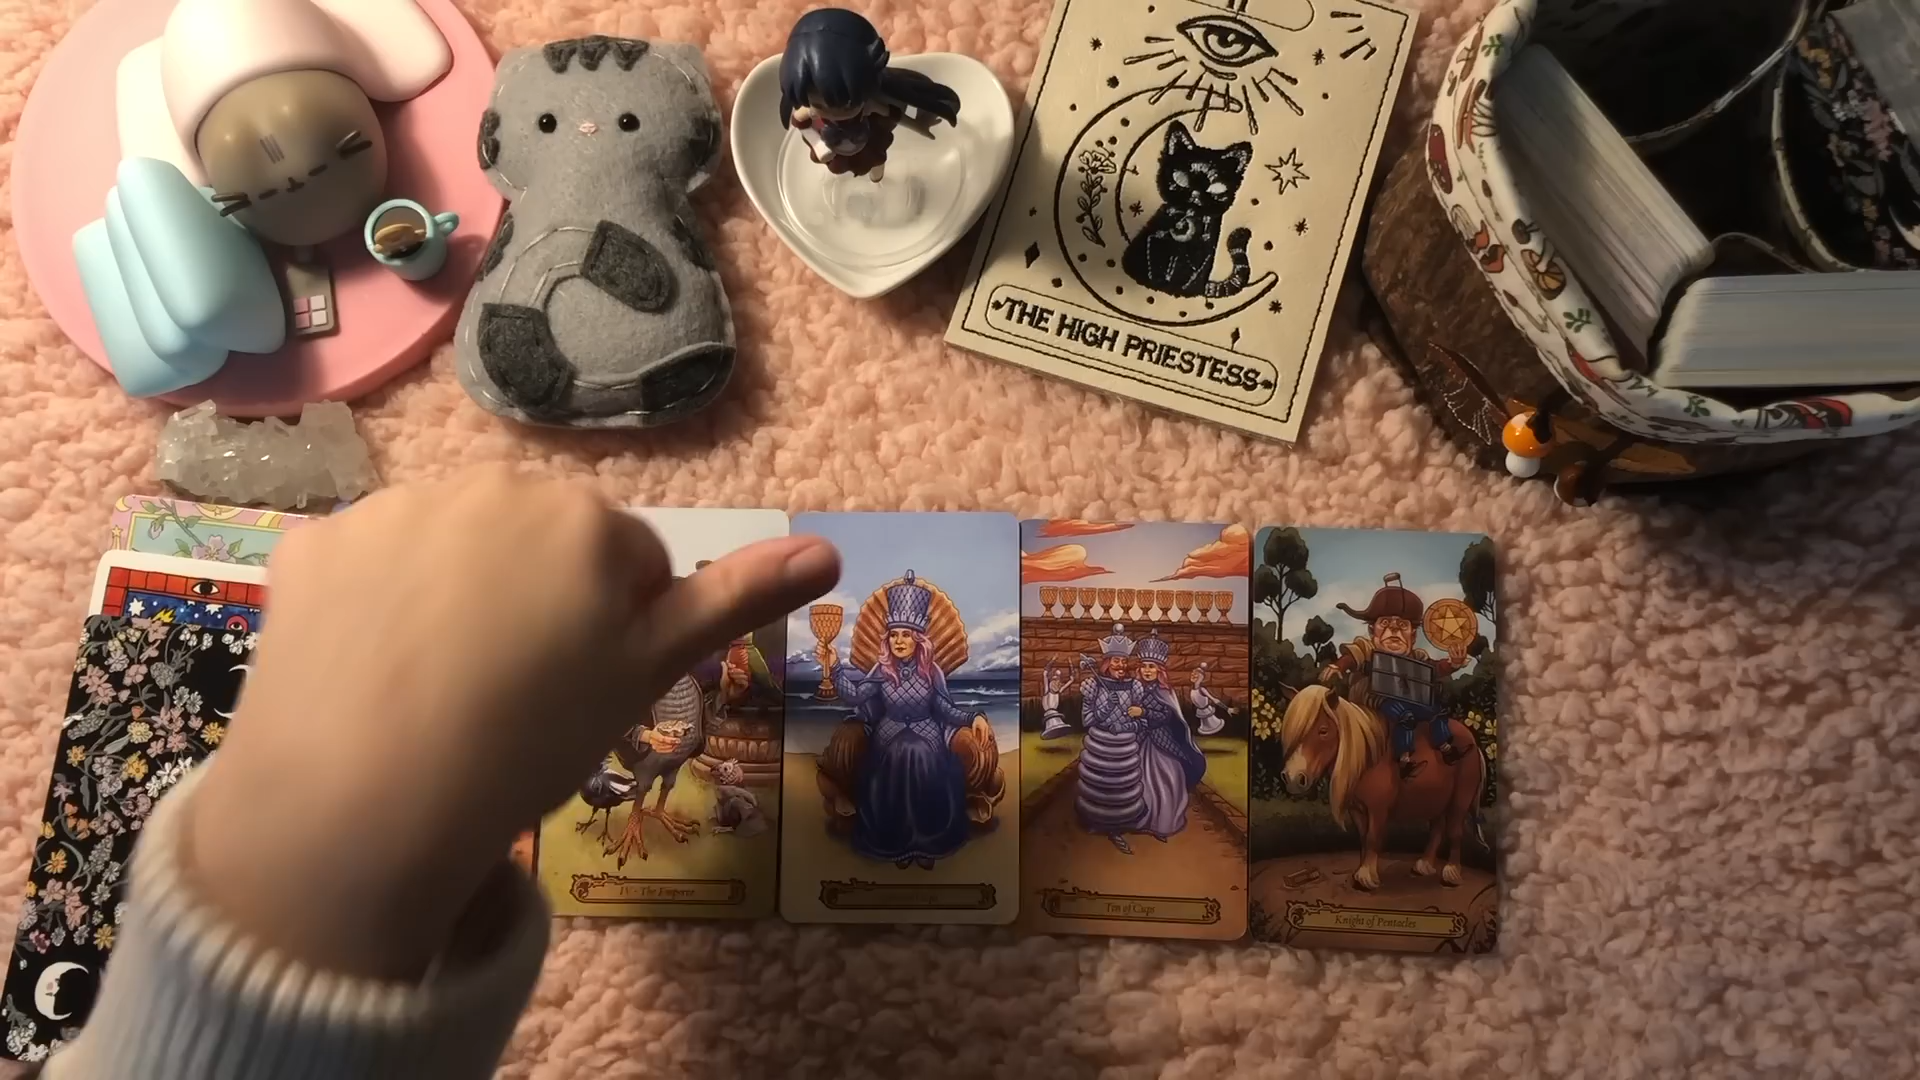 THE HIGH PRIESTESS
IV - The Emperor
Ten of Cups
Knight of Pentacles